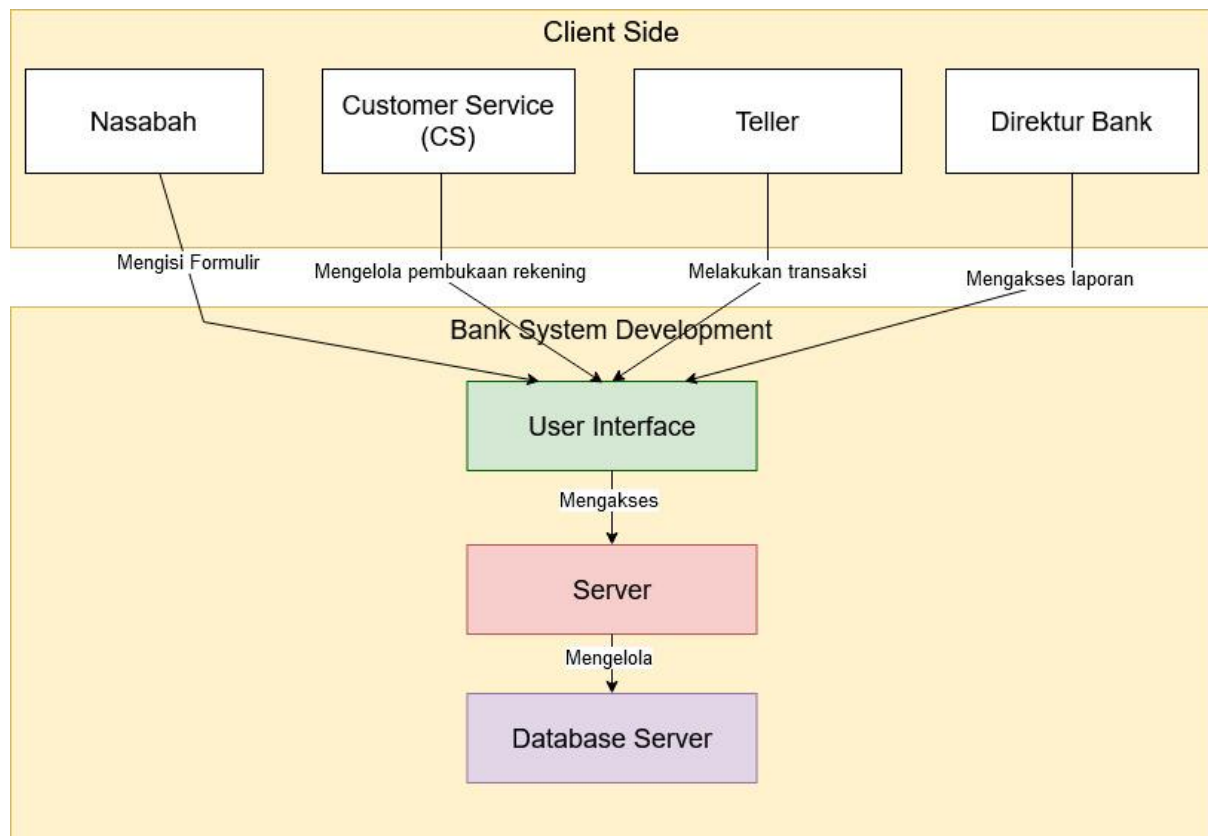 Client Side
Nasabah
Customer Service
(CS)
Teller
Direktur Bank
Mengisi Formulir
Mengelola pembukaan rekening
Melakukan transaksi
Mengakses laporan
Bank System Development
User Interface
Mengakses
Server
Mengelola
Database Server